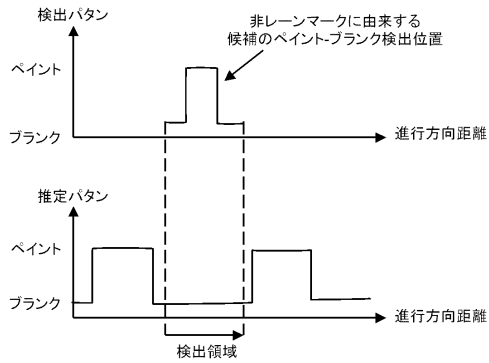 検出パタン
非レーンマークに由来する
候補のペイント-ブランク検出位置
ペイント
ブランク
進行方向距離
推定パタン
ペイント
ブランク
進行方向距離
検出領域